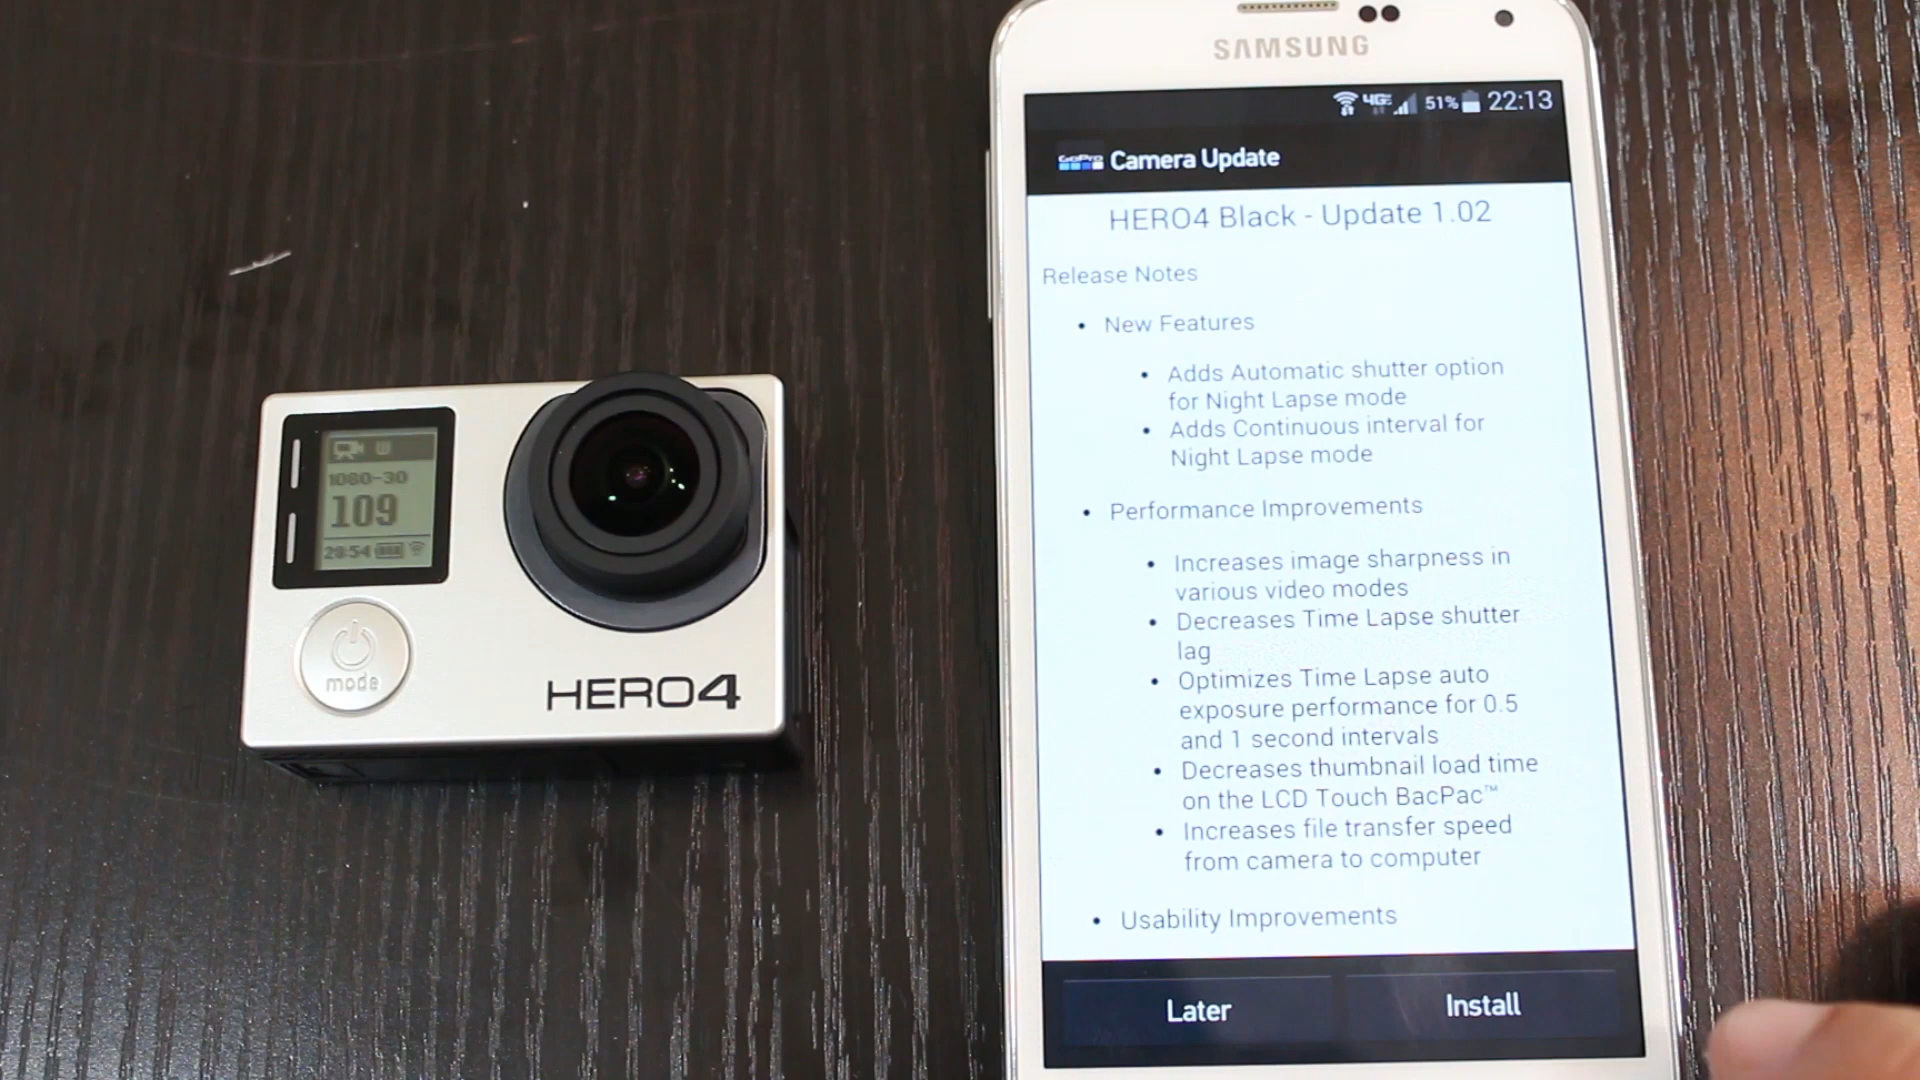 W
1080-30
109
mode
HERO4
SAMSUNG
4G 51% 22:13
GoPro Camera Update
HERO4 Black - Update 1.02
Release Notes
• New Features
• Adds Automatic shutter option
for Night Lapse mode
• Adds Continuous interval for
Night Lapse mode
• Performance Improvements
• Increases image sharpness in
various video modes
• Decreases Time Lapse shutter
lag
• Optimizes Time Lapse auto
exposure performance for 0.5
and 1 second intervals
• Decreases thumbnail load time
on the LCD Touch BacPac™
• Increases file transfer speed
from camera to computer
• Usability Improvements
Later Install